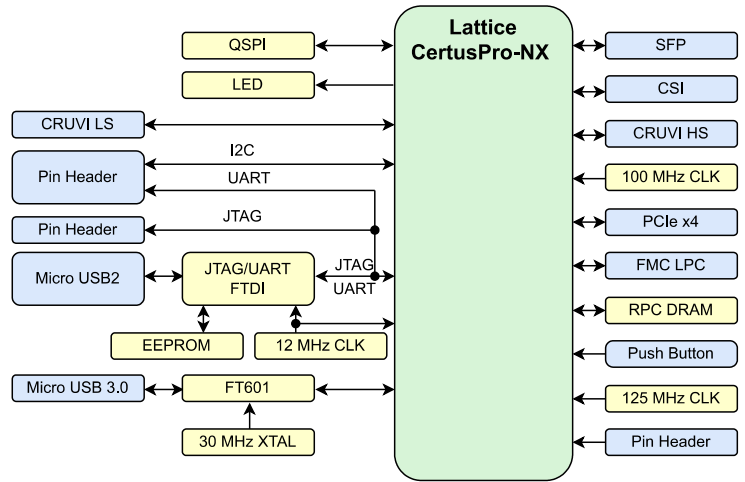 Lattice
CertusPro-NX
QSPI
LED
CRUVI LS
Pin Header
I2C
UART
Pin Header
JTAG
Micro USB2
JTAG/UART
FTDI
JTAG
UART
EEPROM
12 MHz CLK
Micro USB 3.0
FT601
30 MHz XTAL
SFP
CSI
CRUVI HS
100 MHz CLK
PCIe x4
FMC LPC
RPC DRAM
Push Button
125 MHz CLK
Pin Header